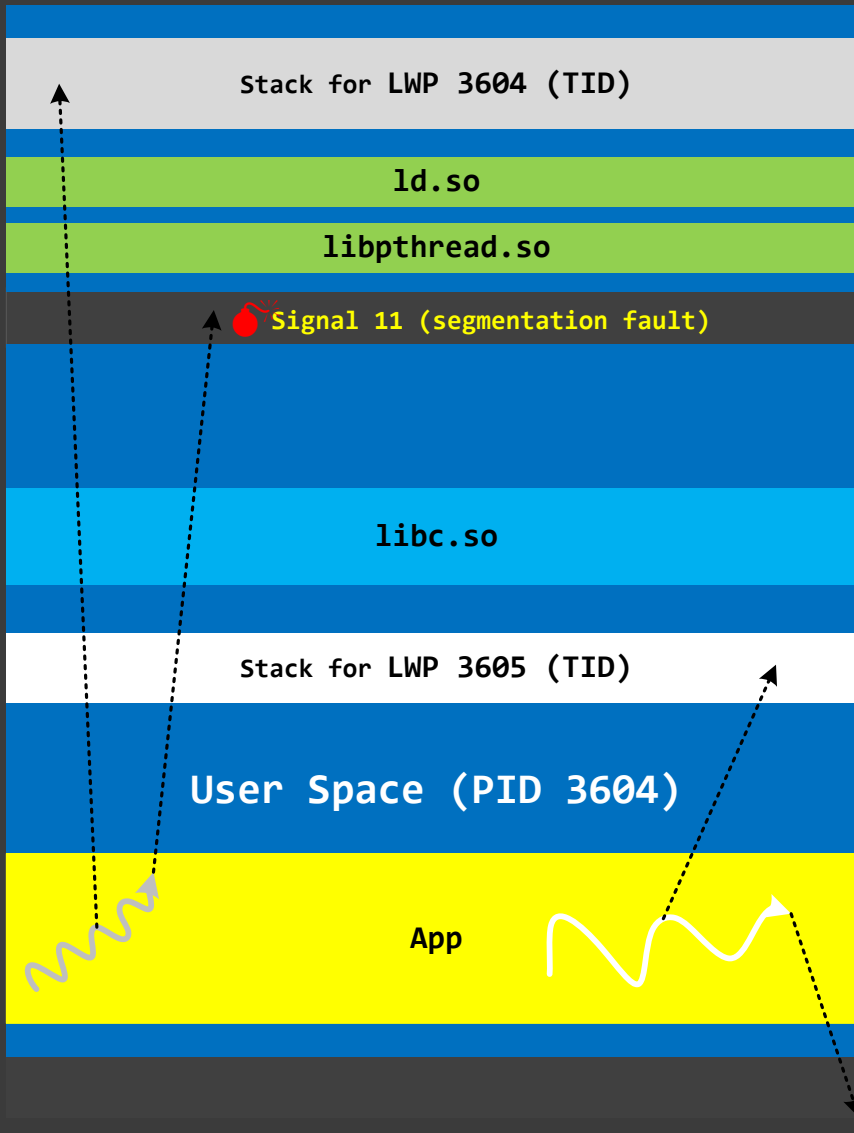 Stack for LWP 3604 (TID)
ld.so
libpthread.so
Signal 11 (segmentation fault)
libc.so
Stack for LWP 3605 (TID)
User Space (PID 3604)
App